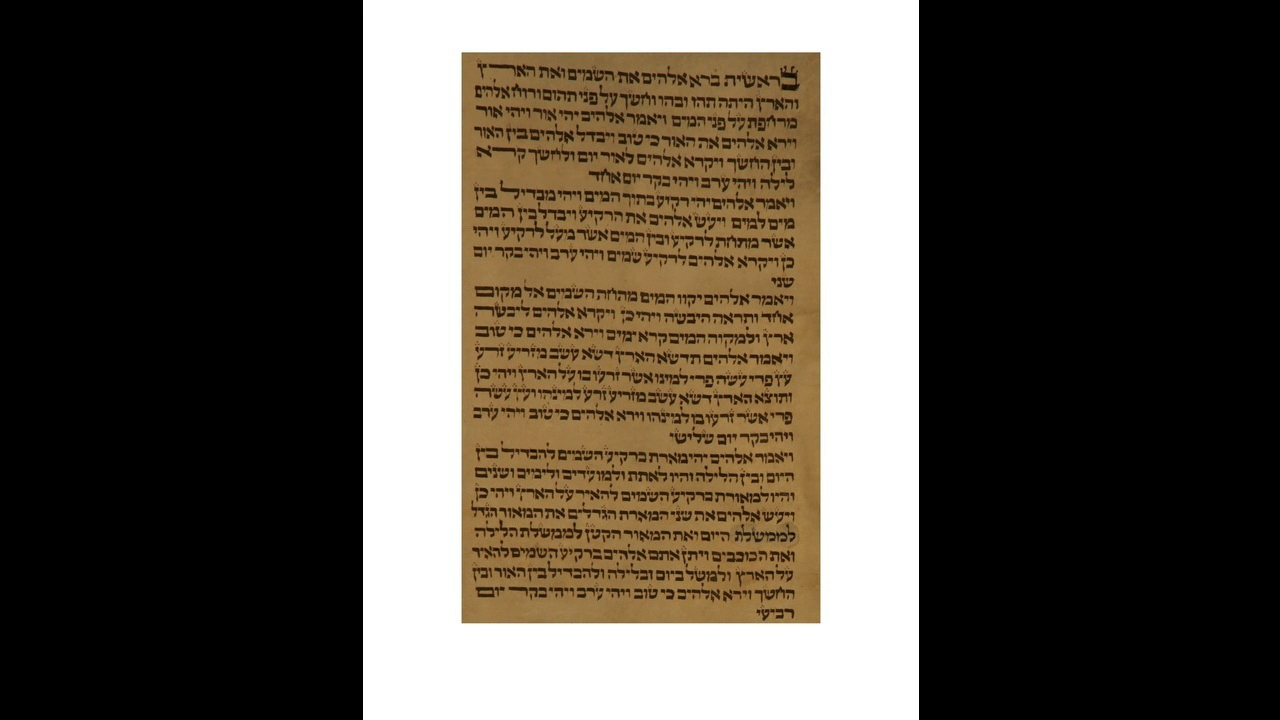 בראשית ברא אלהים את השמים ואת הארץ
והארץ היתה תהו ובהו וחשך על פני תהום ורוח אלהים
מרחפת על פני המים ויאמר אלהים יהי אור ויהי אור
וירא אלהים את האור כי טוב ויבדל אלהים בין האור
ובין החשך ויקרא אלהים לאור יום ולחשך קרא
לילה ויהי ערב ויהי בקר יום אחד
ויאמר אלהים יהי רקיע בתוך המים ויהי מבדיל בין
מים למים ויעש אלהים את הרקיע ויבדל בין המים
אשר מתחת לרקיע ובין המים אשר מעל לרקיע ויהי
כן ויקרא אלהים לרקיע שמים ויהי ערב ויהי בקר יום
שני
ויאמר אלהים יקוו המים מתחת השמים אל מקום
אחד ותראה היבשה ויהי כן ויקרא אלהים ליבשה
ארץ ולמקוה המים קרא ימים וירא אלהים כי טוב
ויאמר אלהים תדשא הארץ דשא עשב מזריע זרע
עץ פרי עשה פרי למינו אשר זרעו בו על הארץ ויהי כן
ותוצא הארץ דשא עשב מזריע זרע למינהו ועץ עשה
פרי אשר זרעו בו למינהו וירא אלהים כי טוב ויהי ערב
ויהי בקר יום שלישי
ויאמר אלהים יהי מארת ברקיע השמים להבדיל בין
היום ובין הלילה והיו לאתת ולמועדים ולימים ושנים
והיו למאורת ברקיע השמים להאיר על הארץ ויהי כן
ויעש אלהים את שני המארת הגדלים את המאור הגדל
לממשלת היום ואת המאור הקטן לממשלת הלילה
ואת הכוכבים ויתן אתם אלהים ברקיע השמים להאיר
על הארץ ולמשל ביום ובלילה ולהבדיל בין האור ובין
החשך וירא אלהים כי טוב ויהי ערב ויהי בקר יום
רביעי